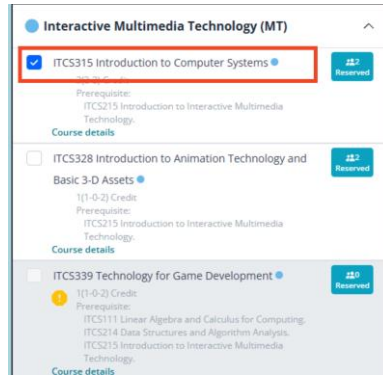 Interactive Multimedia Technology (MT)
ITCS315 Introduction to Computer Systems
2
Reserved
Credit
Prerequisite:
ITCS215 Introduction to Interactive Multimedia
Technology.
Course details
ITCS328 Introduction to Animation Technology and
2
Reserved
Basic 3-D Assets
1(1-0-2) Credit
Prerequisite:
ITCS215 Introduction to Interactive Multimedia
Technology.
Course details
ITCS339 Technology for Game Development
0
Reserved
1(1-0-2) Credit
Prerequisite:
ITCS111 Linear Algebra and Calculus for Computing.
ITCS214 Data Structures and Algorithm Analysis.
ITCS215 Introduction to Interactive Multimedia
Technology.
Course details